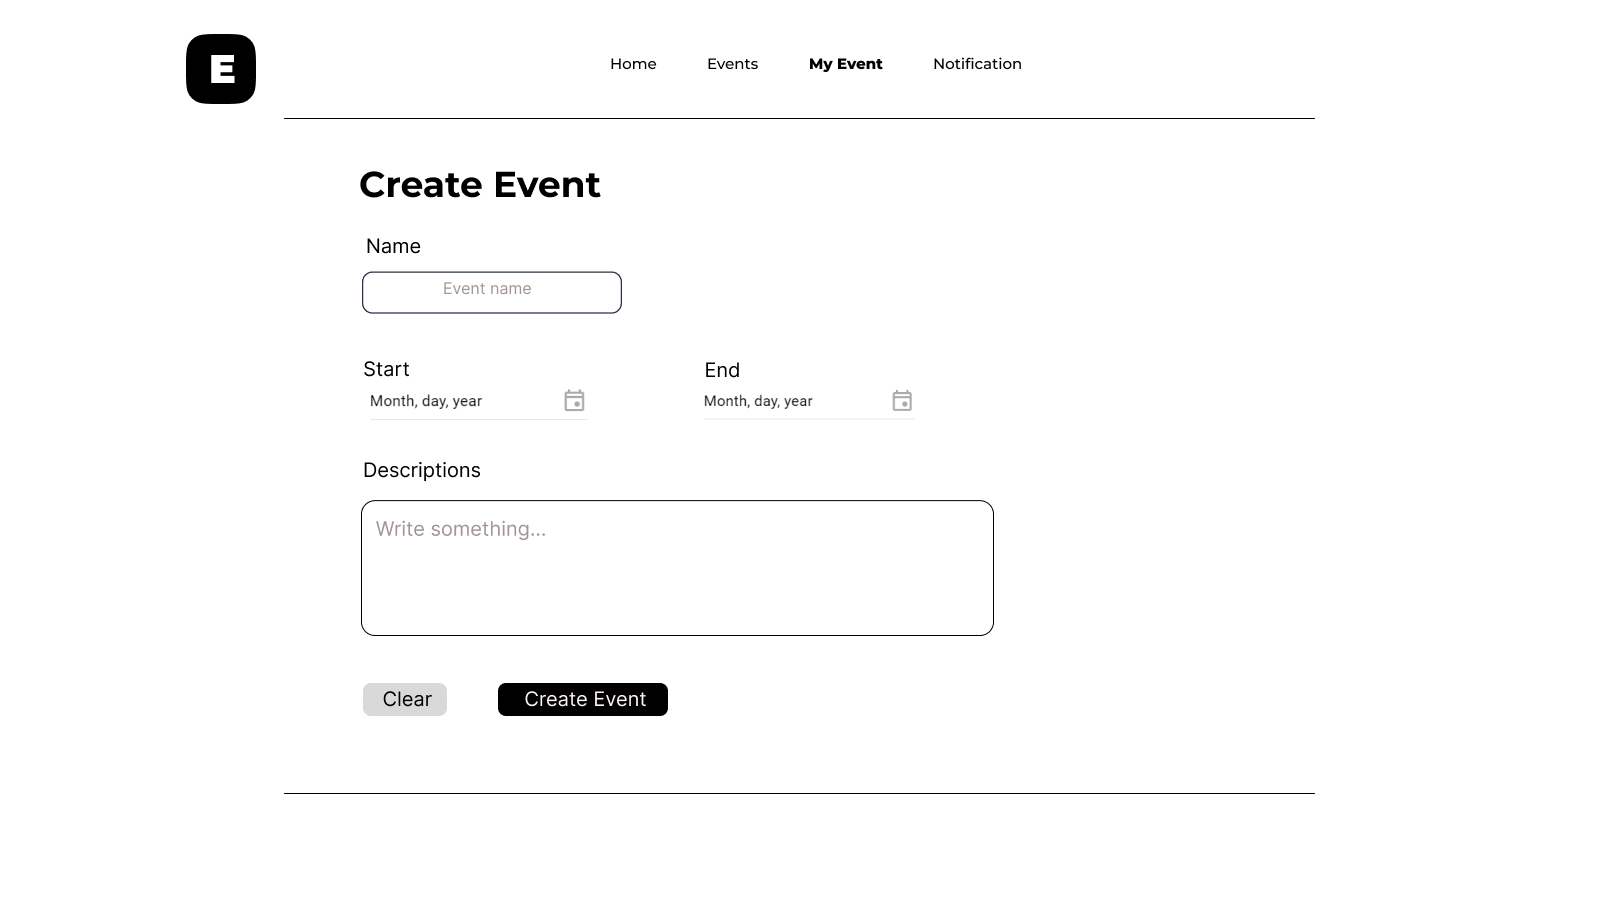 E
Home Events My Event Notification
Create Event
Name
Event name
Start End
Month, day, year Month, day, year
Descriptions
Write something...
Clear Create Event